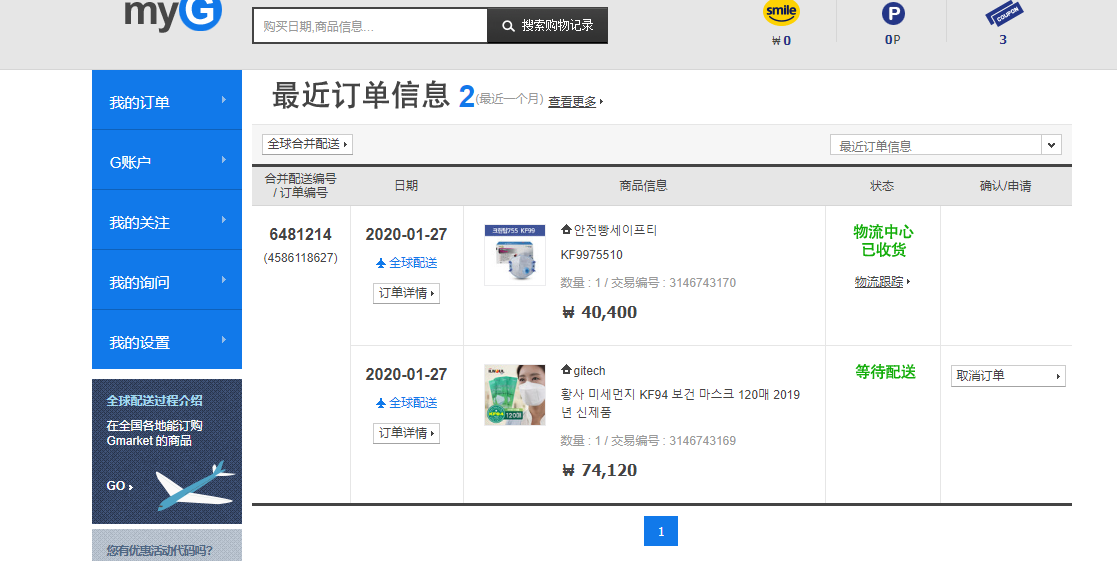 myG
购买日期,商品信息...
搜索购物记录
smile
₩ 0
P
0P
COUPON
3
我的订单
G账户
我的关注
我的询问
我的设置
全球配送过程介绍
在全国各地能订购
Gmarket 的商品
GO
您有优惠活动代码吗?
最近订单信息 2(最近一个月) 查看更多
全球合并配送
最近订单信息
合并配送编号
/ 订单编号
日期
商品信息
状态
确认/申请
6481214
(4586118627)
2020-01-27
全球配送
订单详情
크린탑755 KF99
안전빵세이프티
KF9975510
数量 : 1 / 交易编号 : 3146743170
₩ 40,400
物流中心
已收货
物流跟踪
2020-01-27
全球配送
订单详情
KF94
120매
gitech
황사 미세먼지 KF94 보건 마스크 120매 2019
년 신제품
数量 : 1 / 交易编号 : 3146743169
₩ 74,120
等待配送
取消订单
1